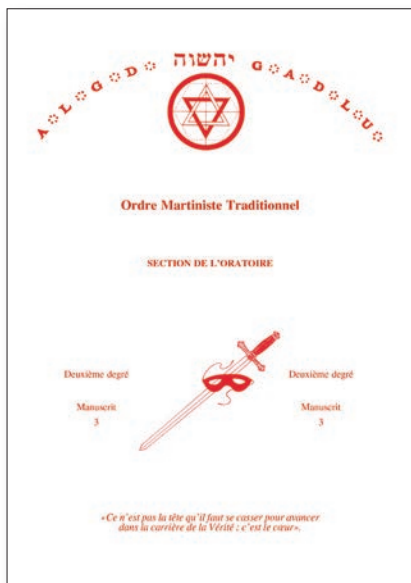 A L G D יהשוה G A D L U
Ordre Martiniste Traditionnel
SECTION DE L'ORATOIRE
Deuxième degré
Manuscrit
3
Deuxième degré
Manuscrit
3
«Ce n'est pas la tête qu'il faut se casser pour avancer
dans la carrière de la Vérité : c'est le cœur».